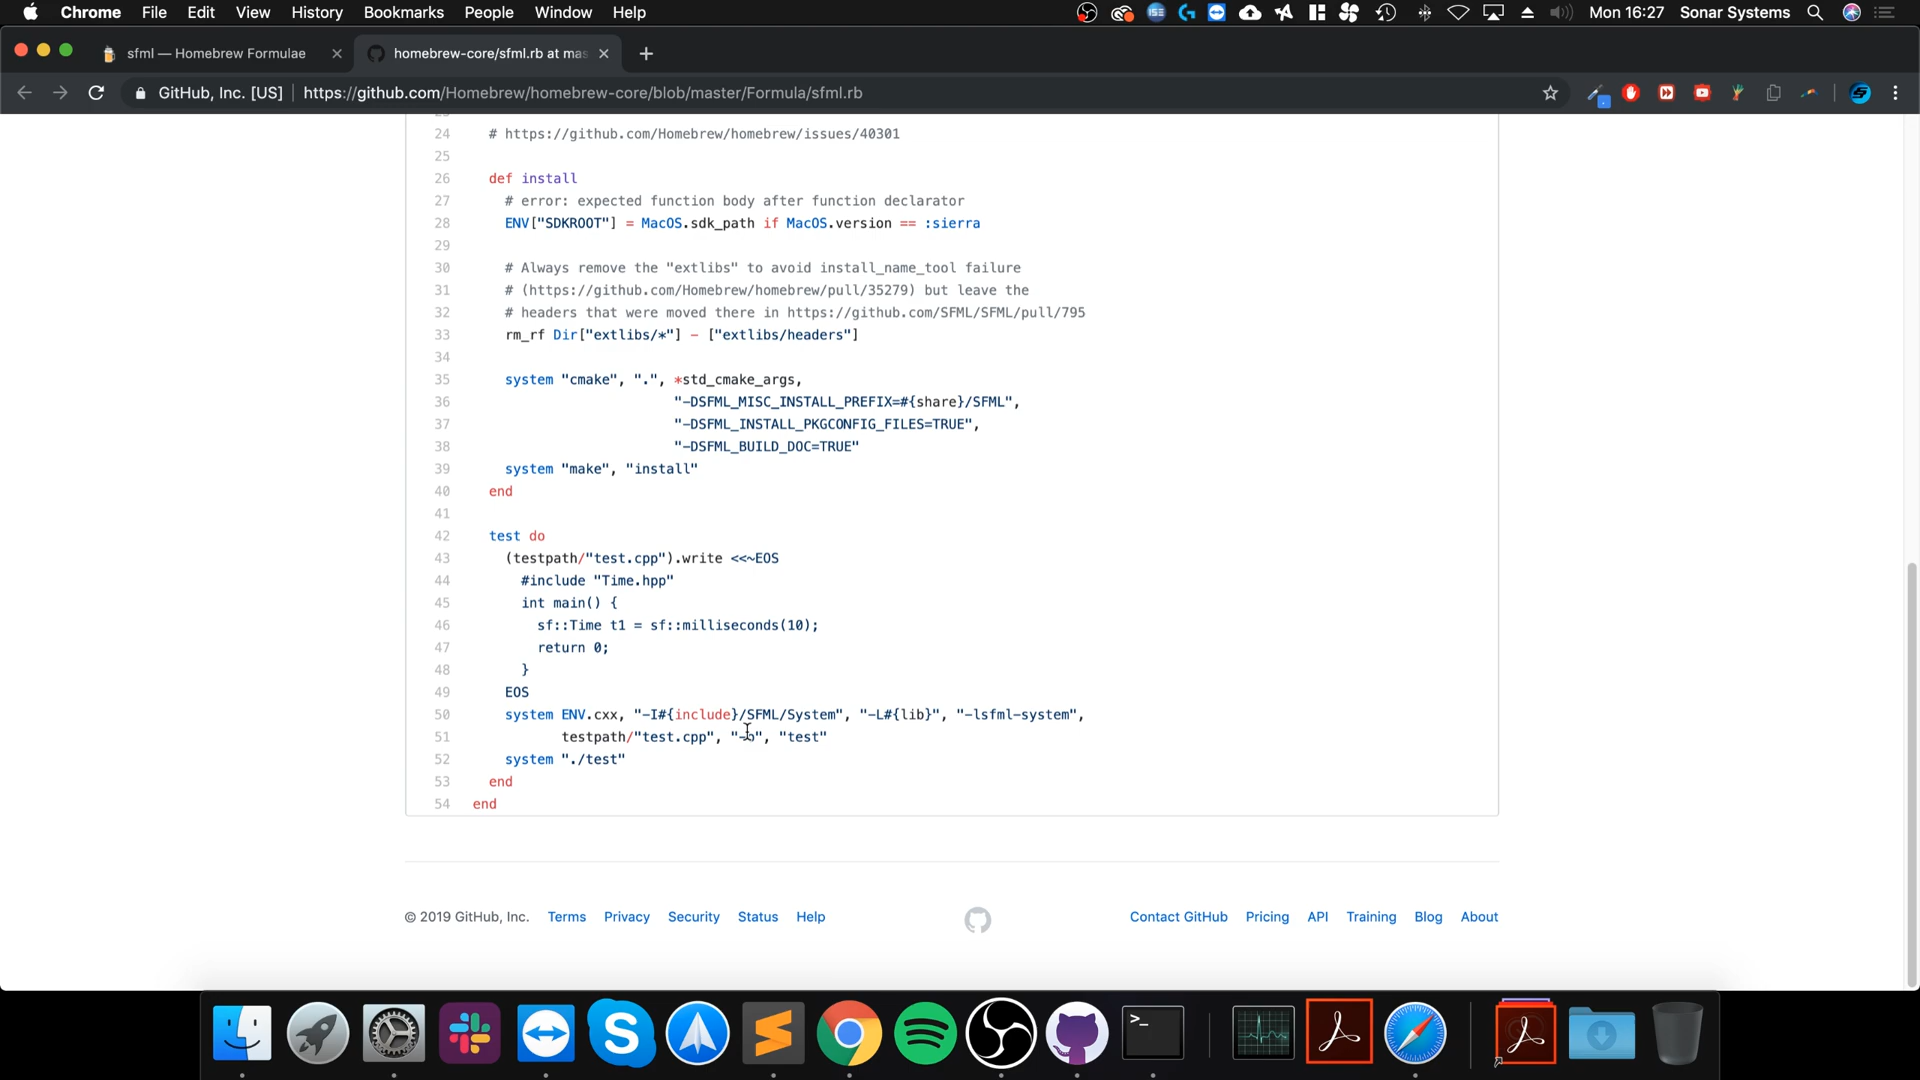 Chrome File Edit View History Bookmarks People Window Help Mon 16:27 Sonar Systems
sfml — Homebrew Formulae homebrew-core/sfml.rb at mas
GitHub, Inc. [US] https://github.com/Homebrew/homebrew-core/blob/master/Formula/sfml.rb
24 # https://github.com/Homebrew/homebrew/issues/40301
25
26 def install
27 # error: expected function body after function declarator
28 ENV["SDKROOT"] = MacOS.sdk_path if MacOS.version == :sierra
29
30 # Always remove the "extlibs" to avoid install_name_tool failure
31 # (https://github.com/Homebrew/homebrew/pull/35279) but leave the
32 # headers that were moved there in https://github.com/SFML/SFML/pull/795
33 rm_rf Dir["extlibs/*"] - ["extlibs/headers"]
34
35 system "cmake", ".", *std_cmake_args,
36 "-DSFML_MISC_INSTALL_PREFIX=#{share}/SFML",
37 "-DSFML_INSTALL_PKGCONFIG_FILES=TRUE",
38 "-DSFML_BUILD_DOC=TRUE"
39 system "make", "install"
40 end
41
42 test do
43 (testpath/"test.cpp").write <<~EOS
44 #include "Time.hpp"
45 int main() {
46 sf::Time t1 = sf::milliseconds(10);
47 return 0;
48 }
49 EOS
50 system ENV.cxx, "-I#{include}/SFML/System", "-L#{lib}", "-lsfml-system",
51 testpath/"test.cpp", "-o", "test"
52 system "./test"
53 end
54 end
© 2019 GitHub, Inc. Terms Privacy Security Status Help Contact GitHub Pricing API Training Blog About